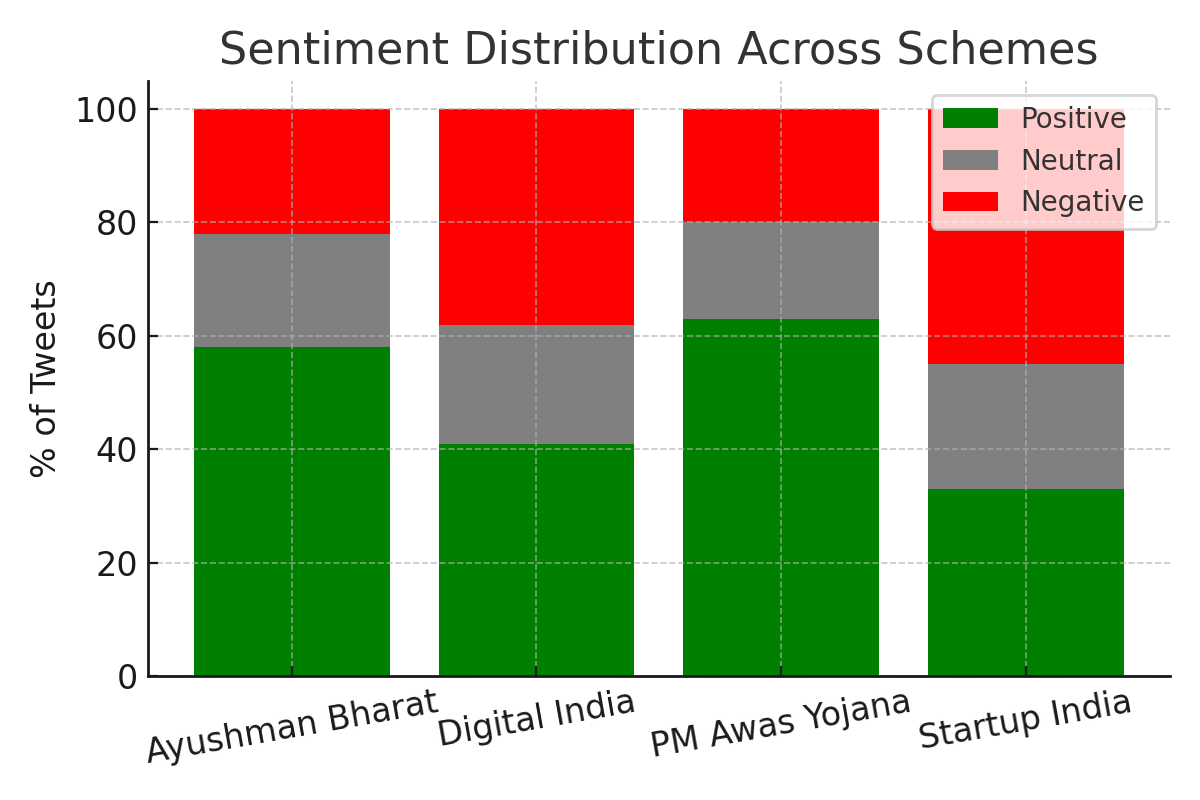 Sentiment Distribution Across Schemes
100
80
60
40
20
0
% of Tweets
Positive
Neutral
Negative
Ayushman Bharat
Digital India
PM Awas Yojana
Startup India